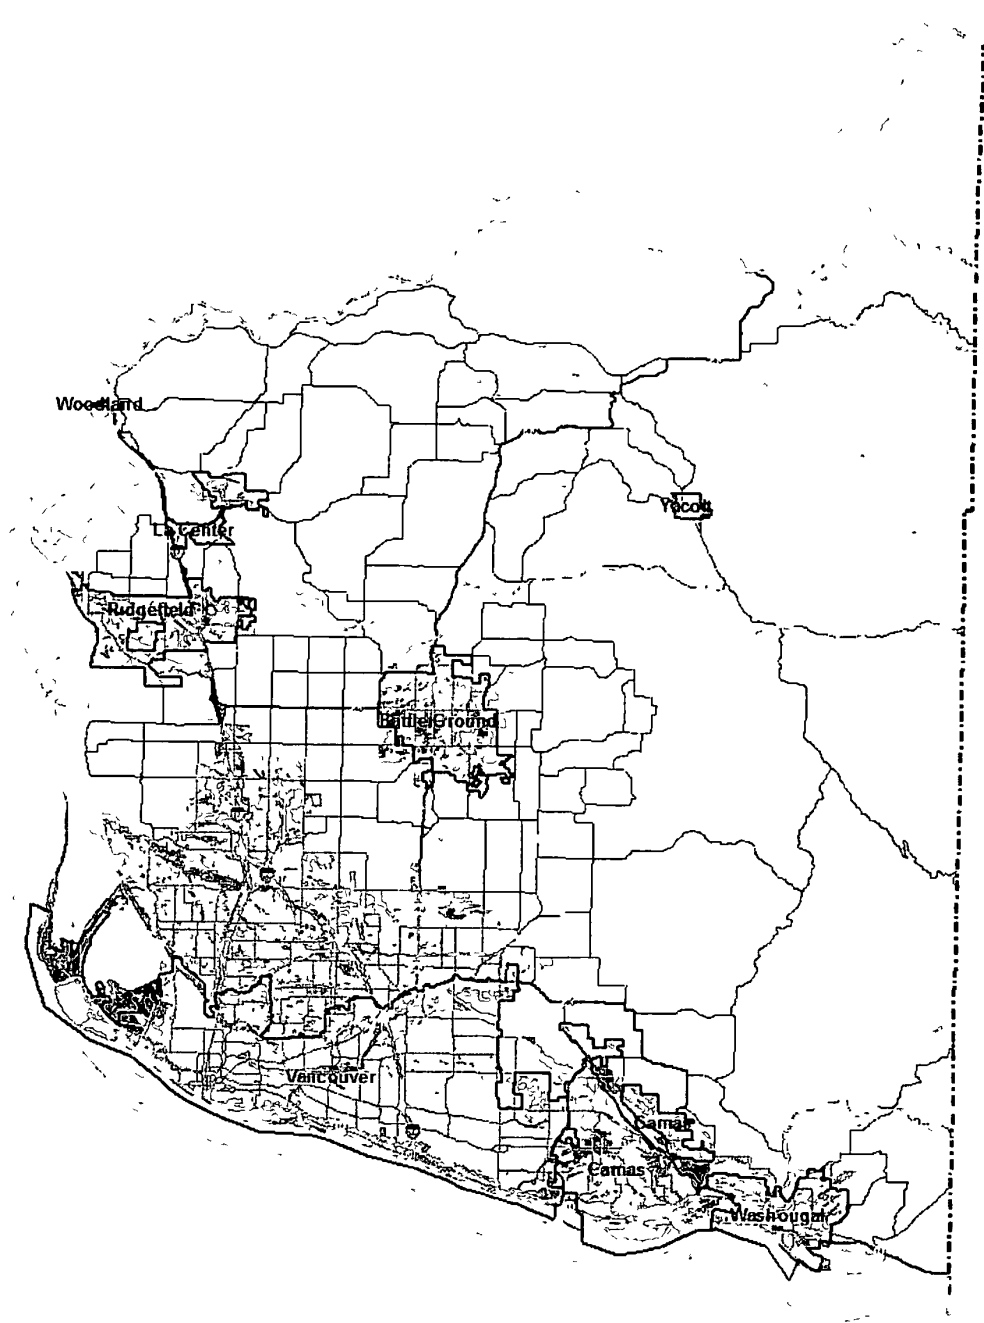 Woodland
Yacolt
La Center
Ridgefield
Battle Ground
Vancouver
Camas
Camas
Washougal